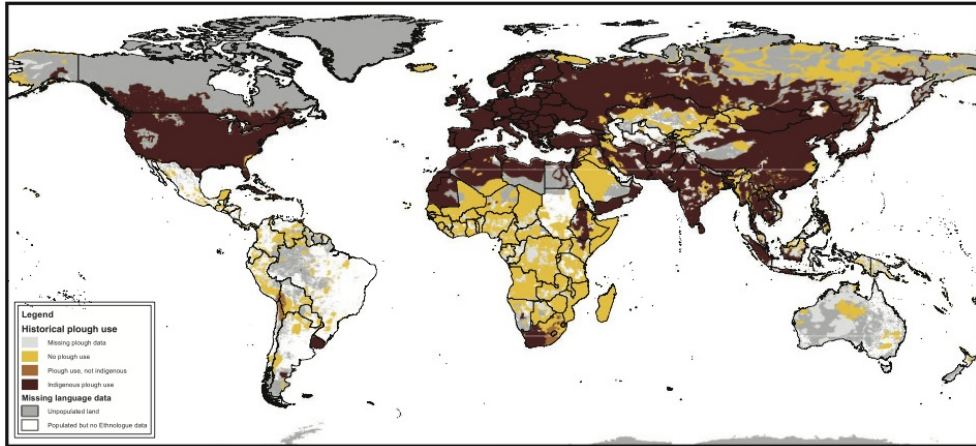 Legend
Historical plough use
Missing plough data
No plough use
Plough use, not indigenous
Indigenous plough use
Missing language data
Unpopulated land
Populated but no Ethnologue data